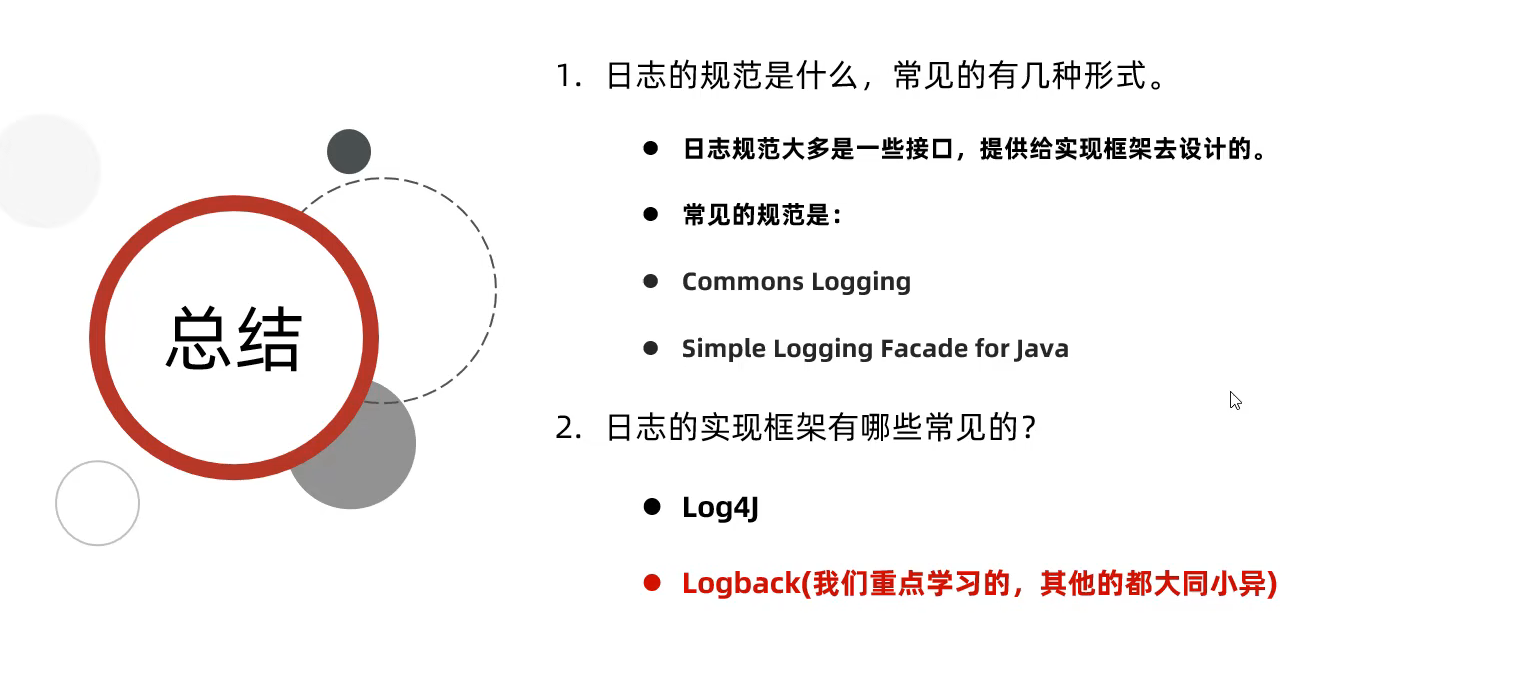 总结
1. 日志的规范是什么，常见的有几种形式。
● 日志规范大多是一些接口，提供给实现框架去设计的。
● 常见的规范是：
● Commons Logging
● Simple Logging Facade for Java
2. 日志的实现框架有哪些常见的？
● Log4J
● Logback(我们重点学习的，其他的都大同小异)